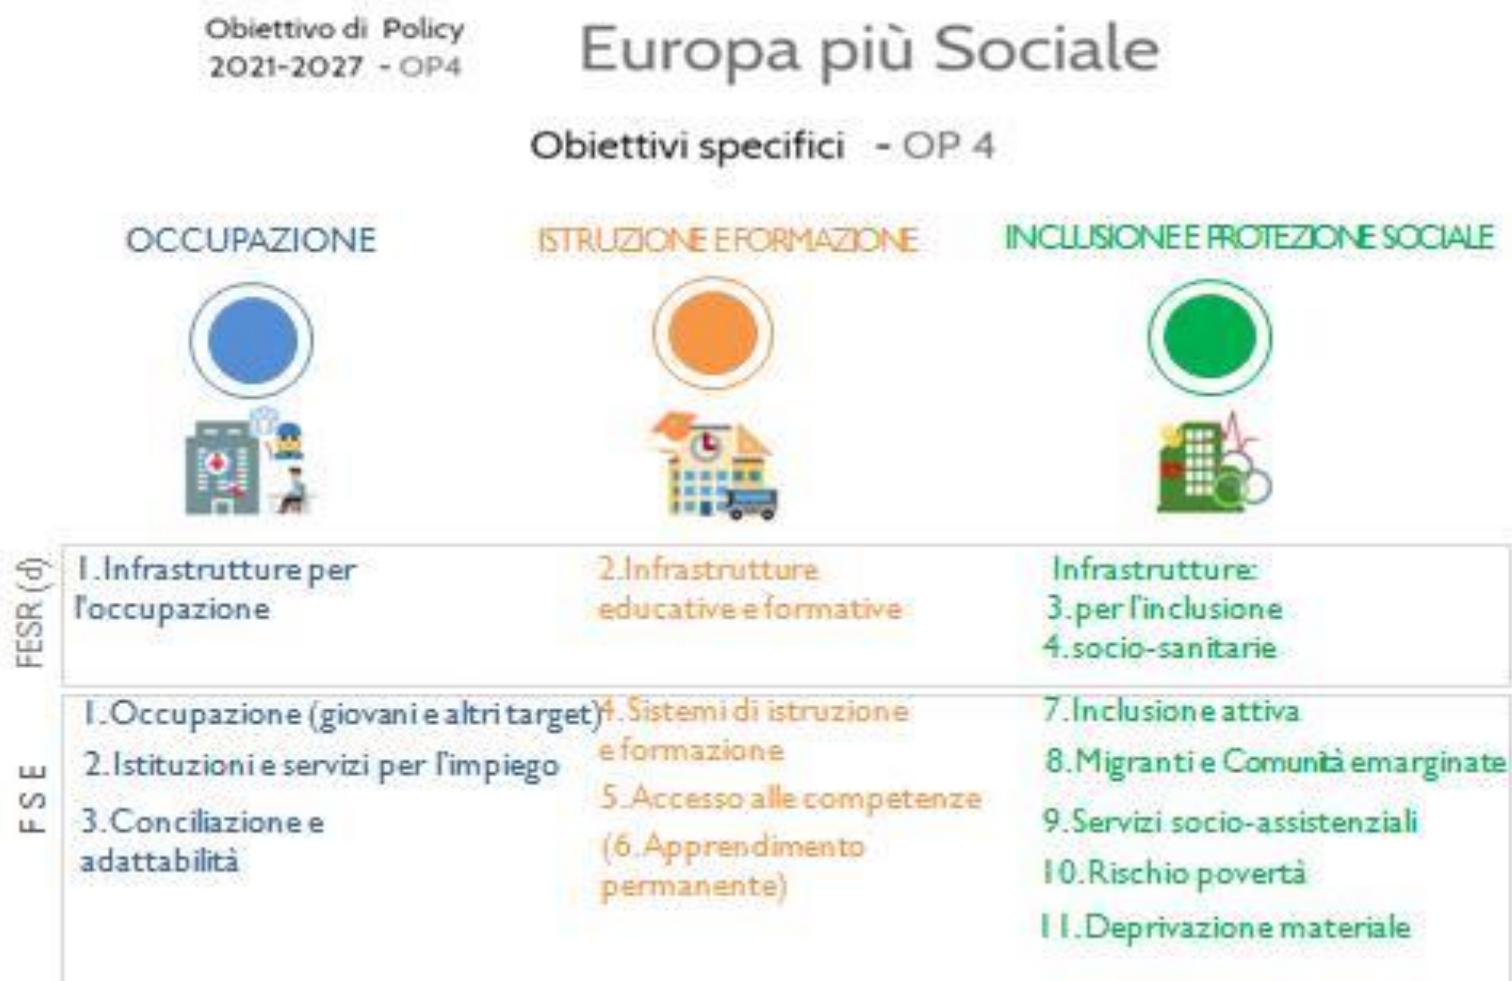 Obiettivo di Policy
2021-2027 - OP4
Europa più Sociale
Obiettivi specifici - OP 4
OCCUPAZIONE
ISTRUZIONE E FORMAZIONE
INCLUSIONE E PROTEZIONE SOCIALE
FESR (d)
1.Infrastrutture per
l'occupazione
2.Infrastrutture
educative e formative
Infrastrutture:
3.per l'inclusione
4.socio-sanitarie
F S E
1.Occupazione (giovani e altri target)
2.Istituzioni e servizi per l'impiego
3.Conciliazione e
adattabilità
4.Sistemi di istruzione
e formazione
5.Accesso alle competenze
(6.Apprendimento
permanente)
7.Inclusione attiva
8.Migranti e Comunità emarginate
9.Servizi socio-assistenziali
10.Rischio povertà
11.Deprivazione materiale